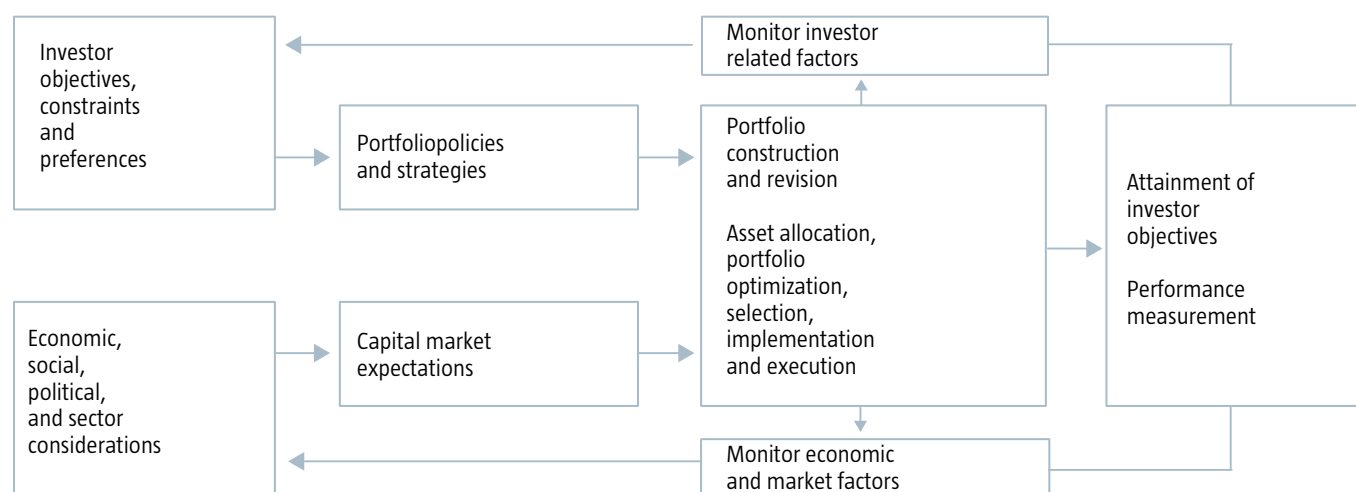 Investor
objectives,
constraints
and
preferences
Portfoliopolicies
and strategies
Monitor investor
related factors
Portfolio
construction
and revision
Asset allocation,
portfolio
optimization,
selection,
implementation
and execution
Attainment of
investor
objectives
Performance
measurement
Economic,
social,
political,
and sector
considerations
Capital market
expectations
Monitor economic
and market factors